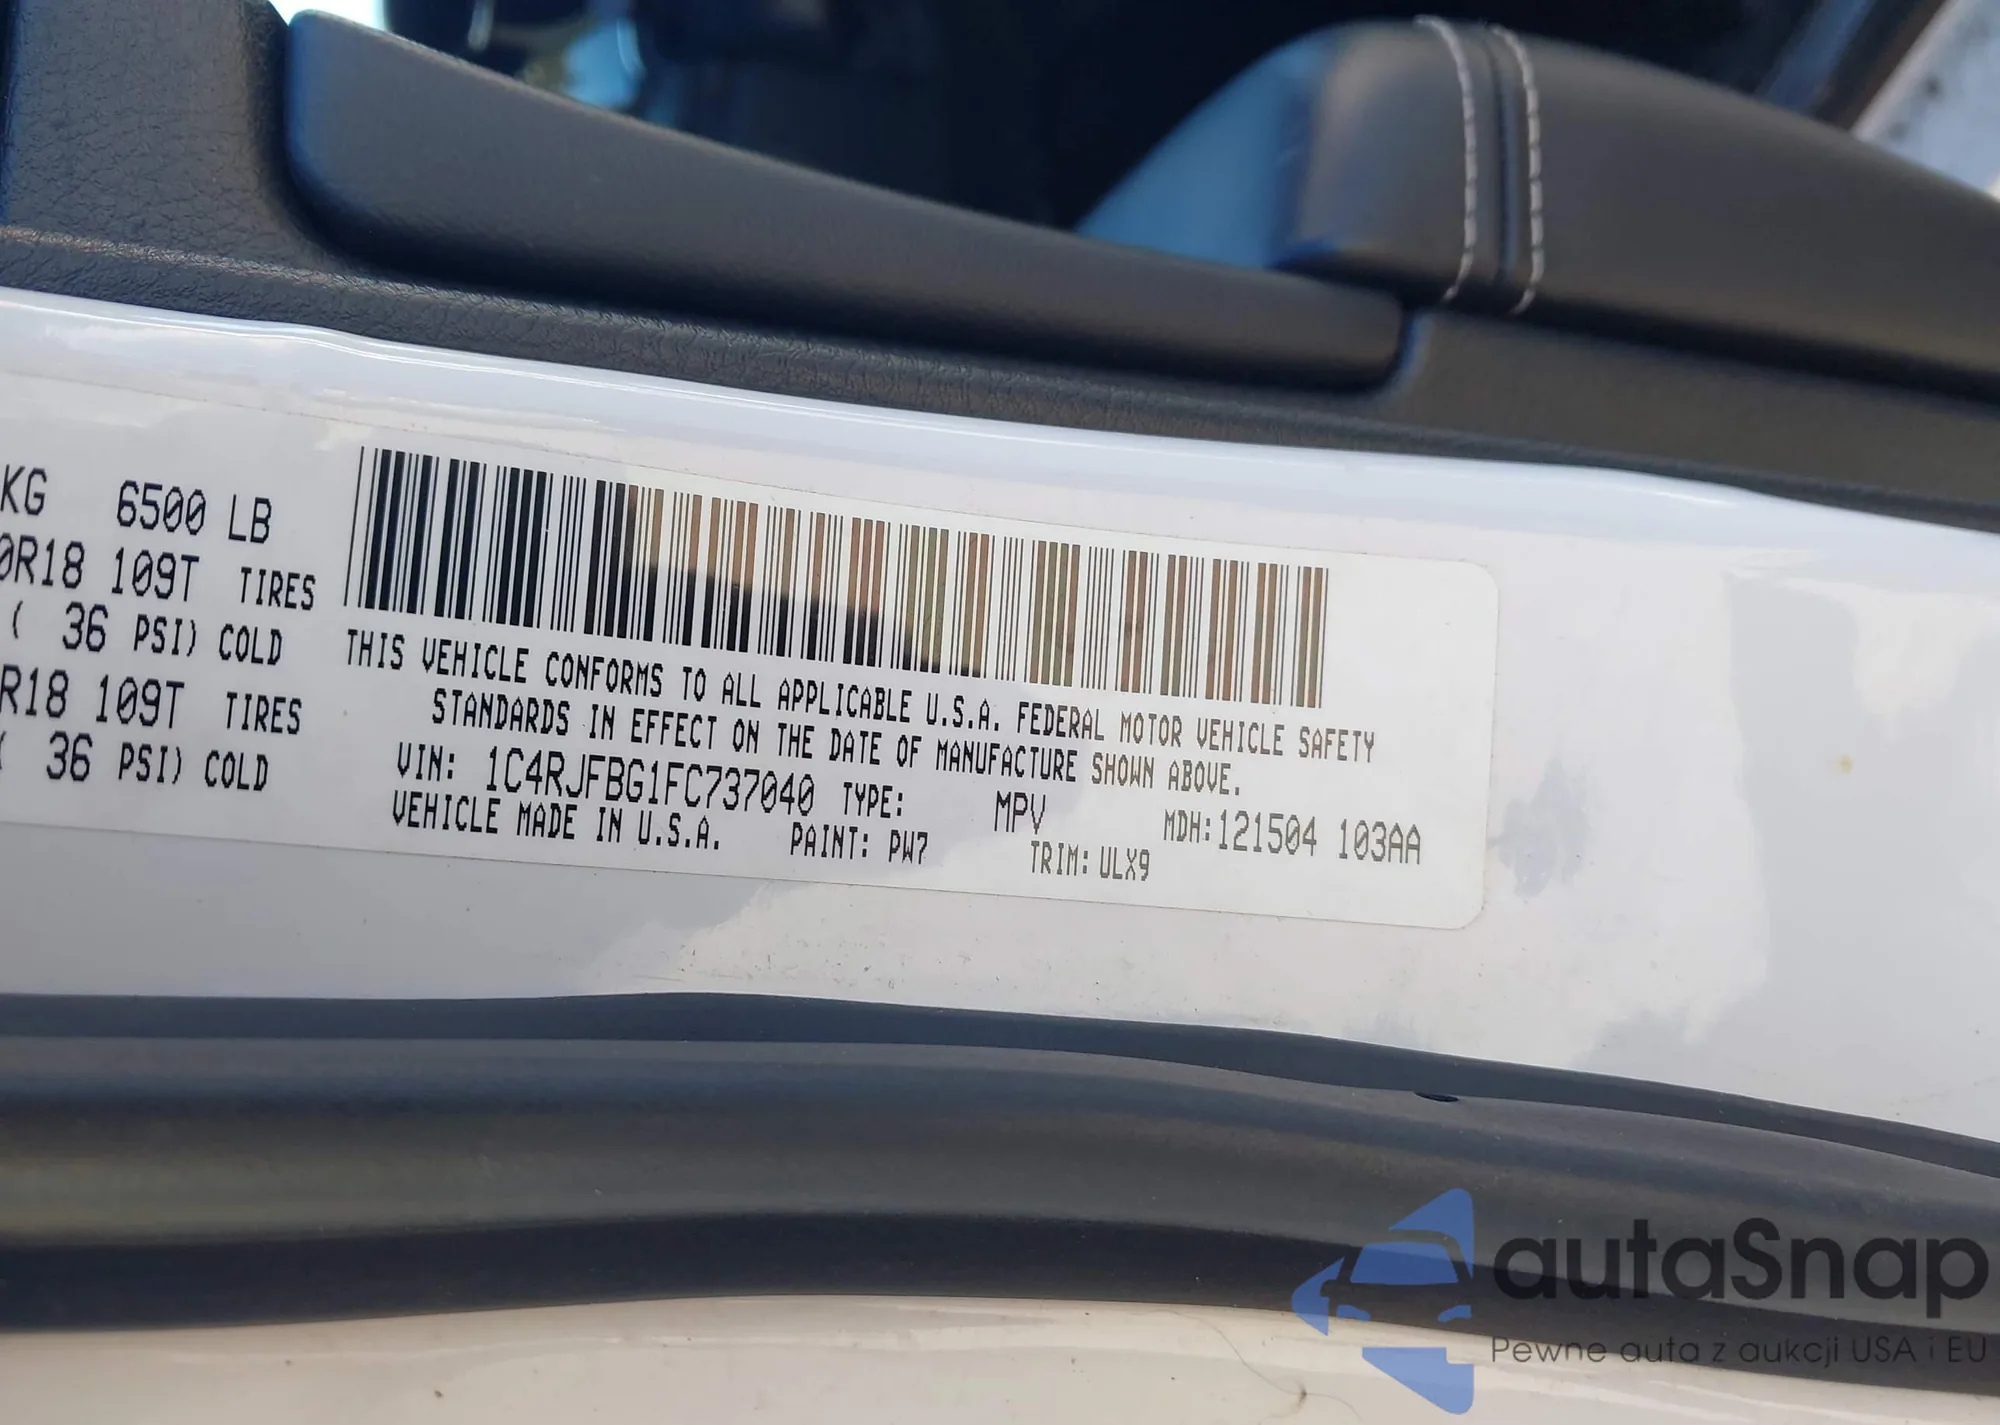 KG 6500 LB
0R18 109T TIRES
( 36 PSI) COLD
R18 109T TIRES
( 36 PSI) COLD
THIS VEHICLE CONFORMS TO ALL APPLICABLE U.S.A. FEDERAL MOTOR VEHICLE SAFETY
STANDARDS IN EFFECT ON THE DATE OF MANUFACTURE SHOWN ABOVE.
VIN: 1C4RJFBG1FC737040 TYPE: MPV MDH:121504 103AA
VEHICLE MADE IN U.S.A. PAINT: PW7 TRIM: ULX9
autaSnap
Pewne auta z aukcji USA i EU